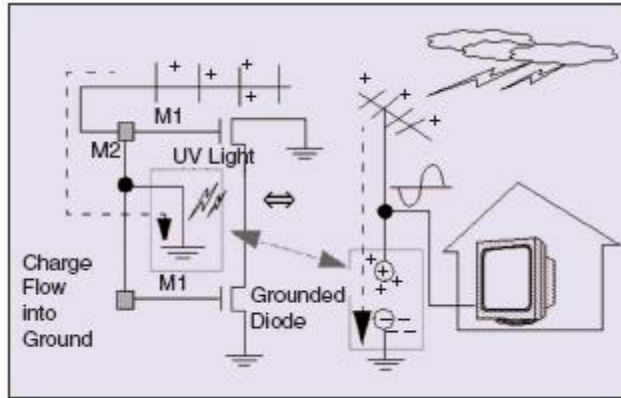 + + +
+
M1
M2
UV Light
+
+
+
+
+ +
+
Charge
Flow
into
Ground
M1
Grounded
Diode
− −
− −